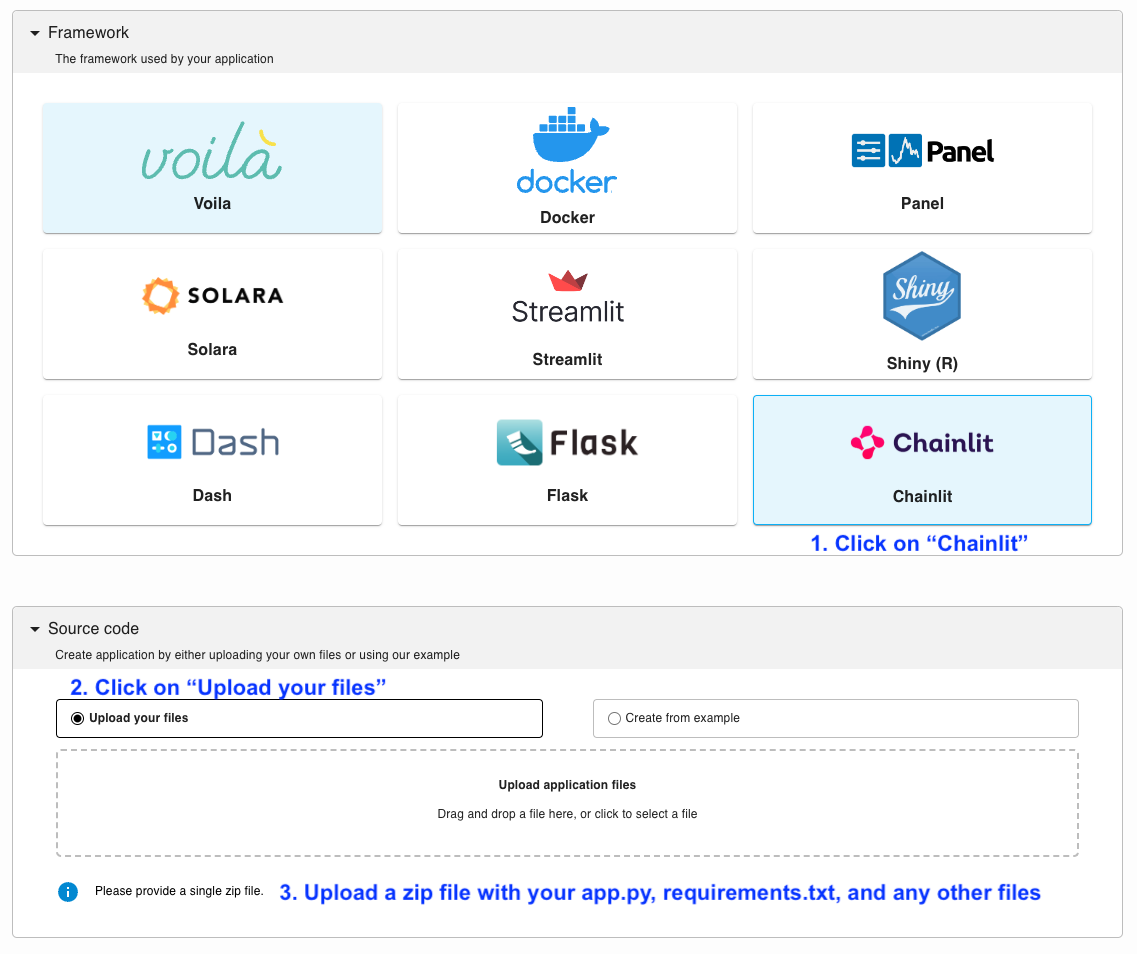 Framework
The framework used by your application
voilà
Voila
docker
Docker
Panel
Panel
SOLARA
Solara
Streamlit
Streamlit
Shiny
Shiny (R)
Dash
Dash
Flask
Flask
Chainlit
Chainlit
1. Click on “Chainlit”
Source code
Create application by either uploading your own files or using our example
2. Click on “Upload your files”
Upload your files
Create from example
Upload application files
Drag and drop a file here, or click to select a file
Please provide a single zip file.
3. Upload a zip file with your app.py, requirements.txt, and any other files